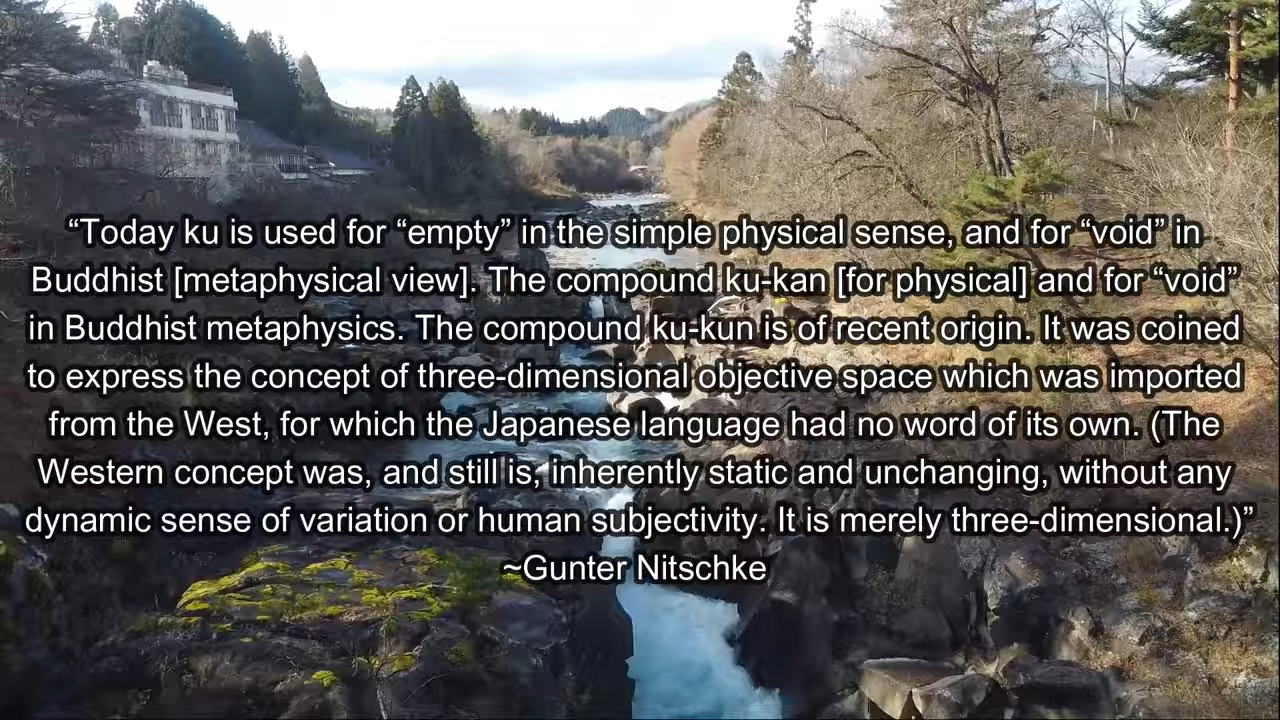 “Today ku is used for “empty” in the simple physical sense, and for “void” in
Buddhist [metaphysical view]. The compound ku-kan [for physical] and for “void”
in Buddhist metaphysics. The compound ku-kun is of recent origin. It was coined
to express the concept of three-dimensional objective space which was imported
from the West, for which the Japanese language had no word of its own. (The
Western concept was, and still is, inherently static and unchanging, without any
dynamic sense of variation or human subjectivity. It is merely three-dimensional.)”
~Gunter Nitschke